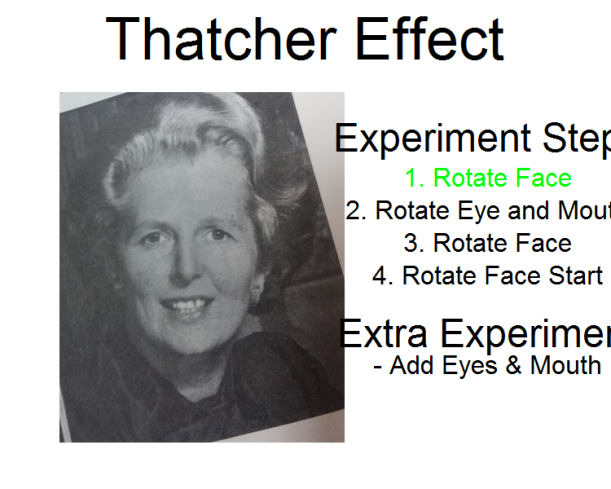 Thatcher Effect
Experiment Step
1. Rotate Face
2. Rotate Eye and Mout
3. Rotate Face
4. Rotate Face Start
Extra Experimen
- Add Eyes & Mouth